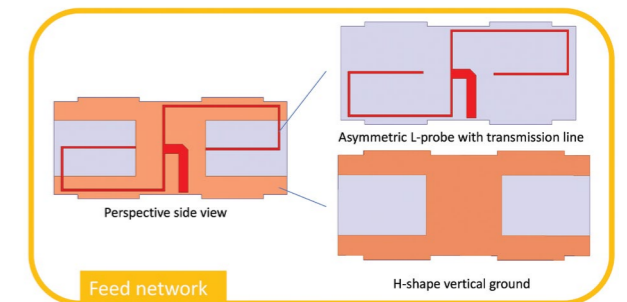 Asymmetric L-probe with transmission line
Perspective side view
H-shape vertical ground
Feed network